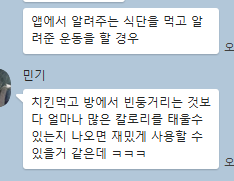 앱에서 알려주는 식단을 먹고 알
려준 운동을 할 경우
오
민기
치킨먹고 방에서 빈둥거리는 것보
다 얼마나 많은 칼로리를 태울수
있는지 나오면 재밌게 사용할 수
있을거 같은데 ㅋㅋㅋ
오